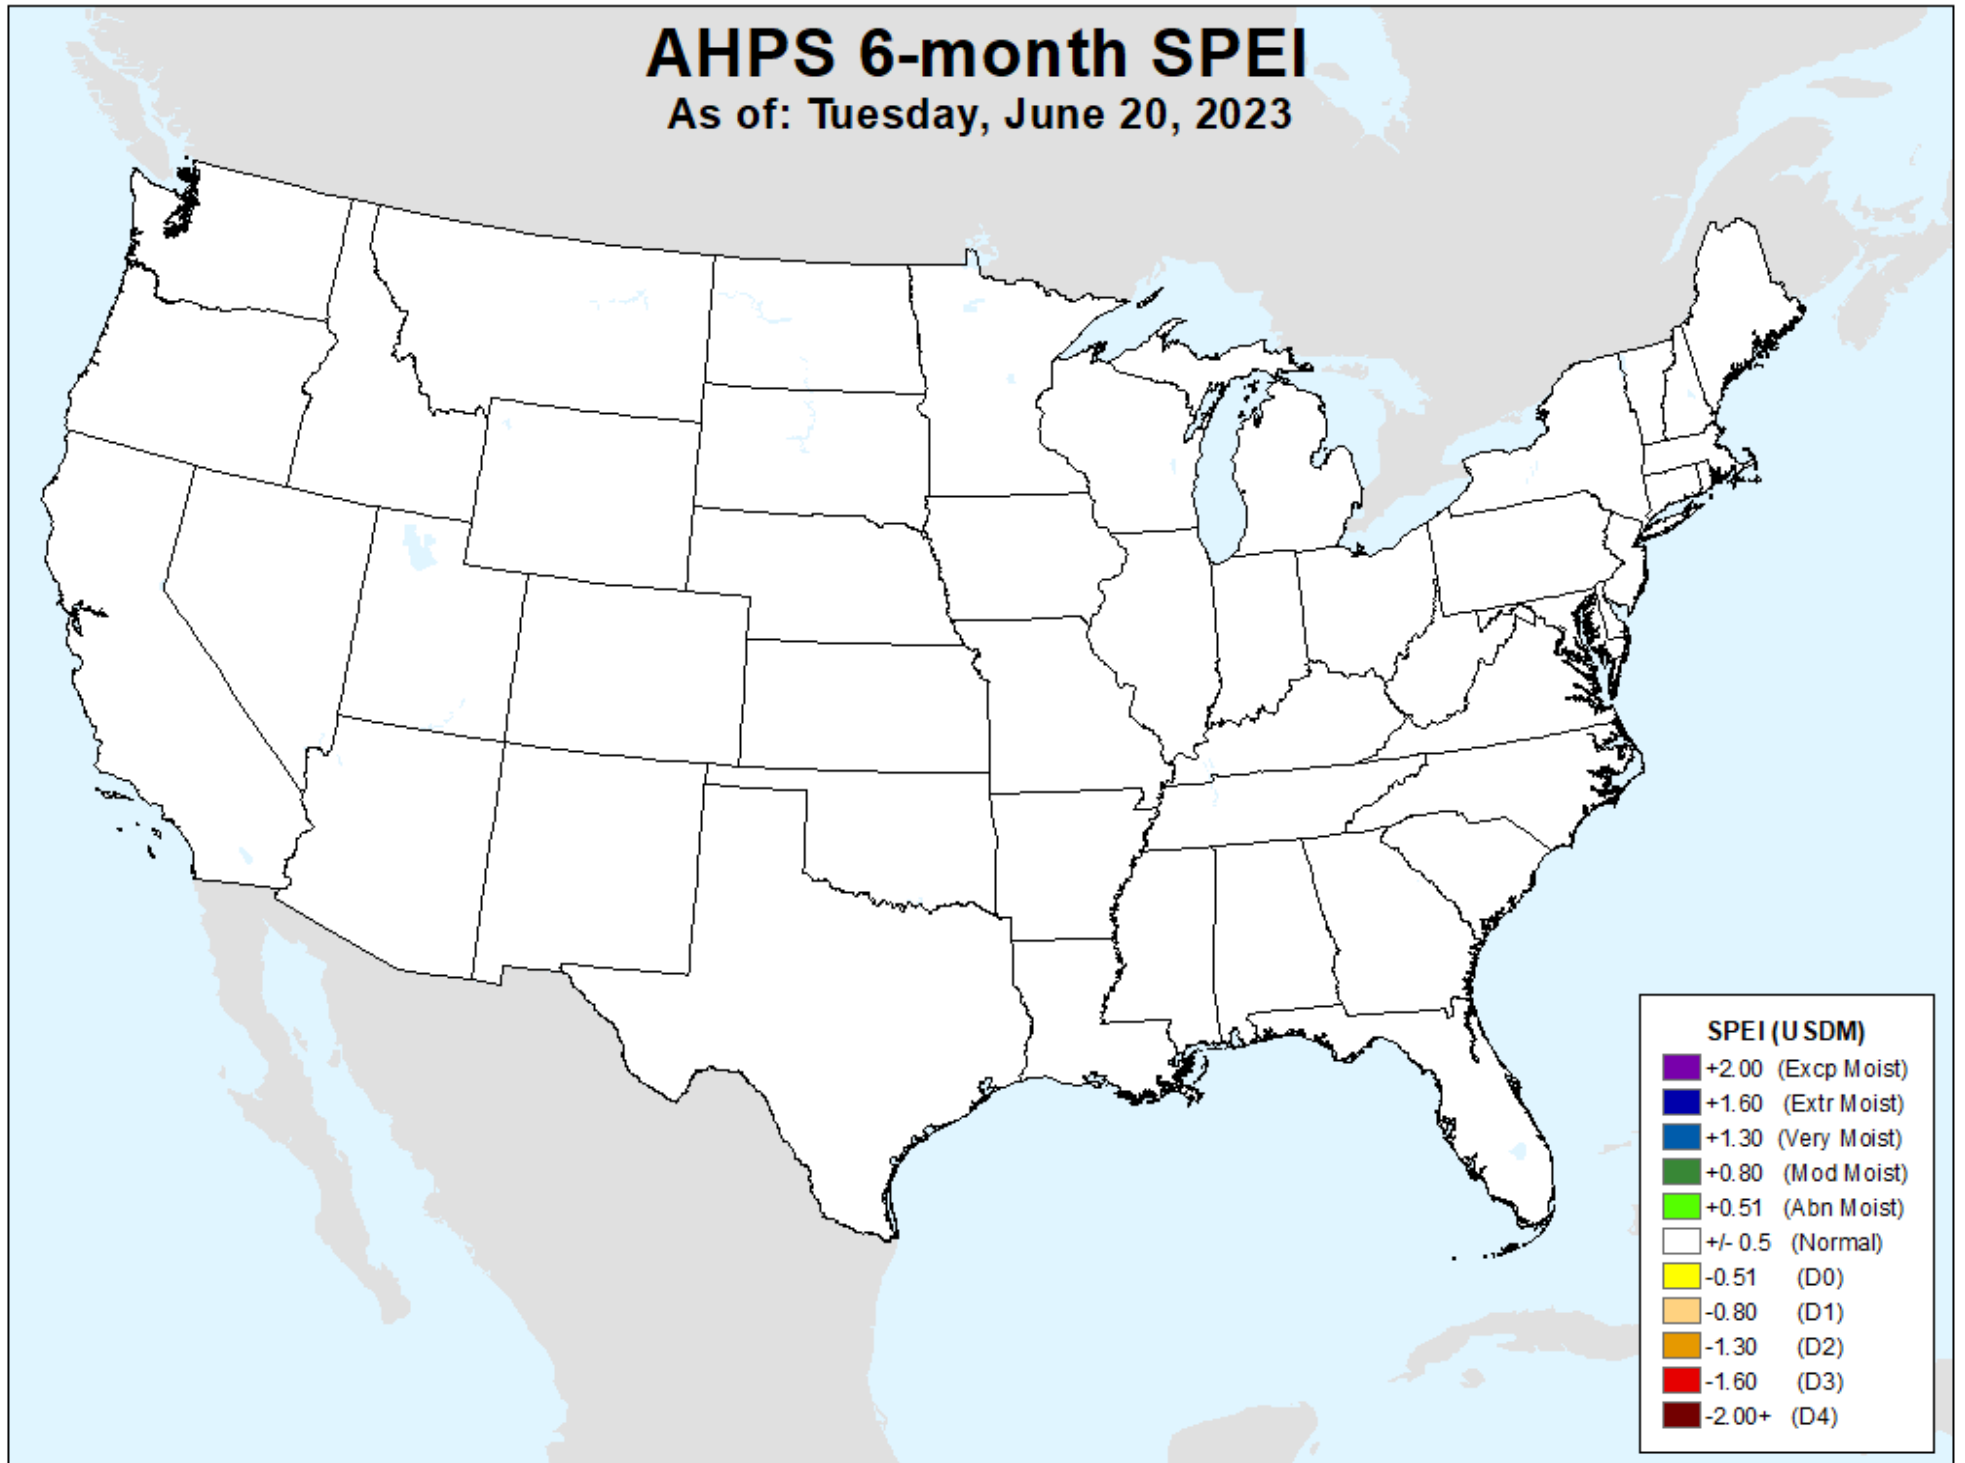 AHPS 6-month SPEI
As of: Tuesday, June 20, 2023
SPEI (USDM)
+2.00 (Excp Moist)
+1.60 (Extr Moist)
+1.30 (Very Moist)
+0.80 (Mod Moist)
+0.51 (Abn Moist)
+/- 0.5 (Normal)
-0.51 (D0)
-0.80 (D1)
-1.30 (D2)
-1.60 (D3)
-2.00+ (D4)